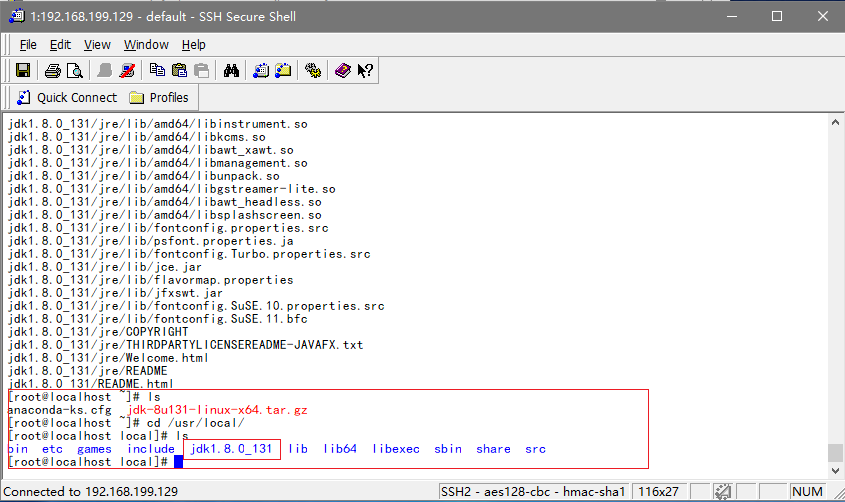 1:192.168.199.129 - default - SSH Secure Shell
File Edit View Window Help
Quick Connect Profiles
jdk1.8.0_131/jre/lib/amd64/libinstrument.so
jdk1.8.0_131/jre/lib/amd64/libkcms.so
jdk1.8.0_131/jre/lib/amd64/libawt_xawt.so
jdk1.8.0_131/jre/lib/amd64/libmanagement.so
jdk1.8.0_131/jre/lib/amd64/libunpack.so
jdk1.8.0_131/jre/lib/amd64/libgstreamer-lite.so
jdk1.8.0_131/jre/lib/amd64/libawt_headless.so
jdk1.8.0_131/jre/lib/amd64/libsplashscreen.so
jdk1.8.0_131/jre/lib/fontconfig.properties.src
jdk1.8.0_131/jre/lib/psfont.properties.ja
jdk1.8.0_131/jre/lib/fontconfig.Turbo.properties.src
jdk1.8.0_131/jre/lib/jce.jar
jdk1.8.0_131/jre/lib/flavormap.properties
jdk1.8.0_131/jre/lib/jfxswt.jar
jdk1.8.0_131/jre/lib/fontconfig.SuSE.10.properties.src
jdk1.8.0_131/jre/lib/fontconfig.SuSE.11.bfc
jdk1.8.0_131/jre/COPYRIGHT
jdk1.8.0_131/jre/THIRDPARTYLICENSEREADME-JAVAFX.txt
jdk1.8.0_131/jre/Welcome.html
jdk1.8.0_131/jre/README
jdk1.8.0_131/README.html
[root@localhost ~]# ls
anaconda-ks.cfg jdk-8u131-linux-x64.tar.gz
[root@localhost ~]# cd /usr/local/
[root@localhost local]# ls
bin etc games include jdk1.8.0_131 lib lib64 libexec sbin share src
[root@localhost local]#
Connected to 192.168.199.129 SSH2 - aes128-cbc - hmac-sha1 116x27 NUM